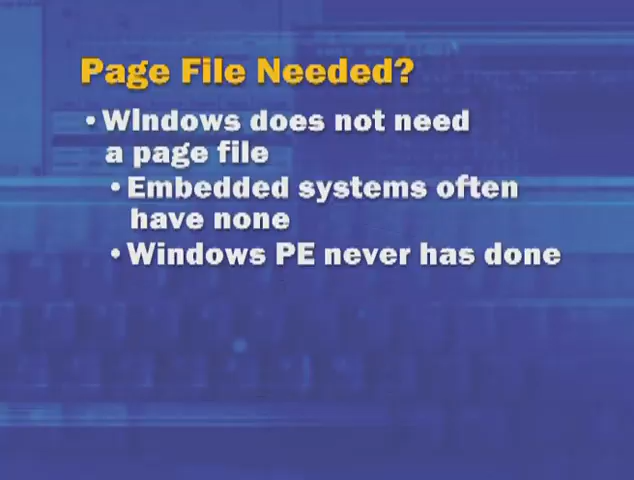 Page File Needed?
• Windows does not need
a page file
• Embedded systems often
have none
• Windows PE never has done